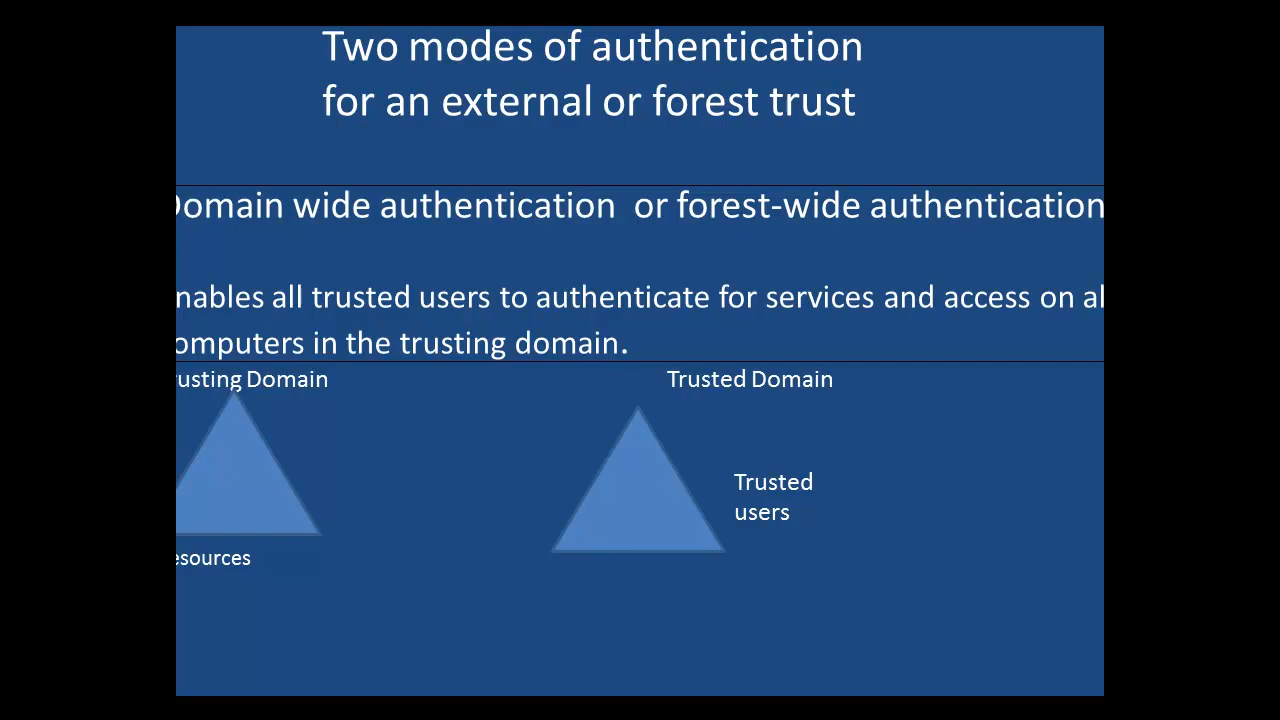 Two modes of authentication
for an external or forest trust
Domain wide authentication or forest-wide authentication
nables all trusted users to authenticate for services and access on al
omputers in the trusting domain.
rusting Domain
Trusted Domain
Trusted
users
esources